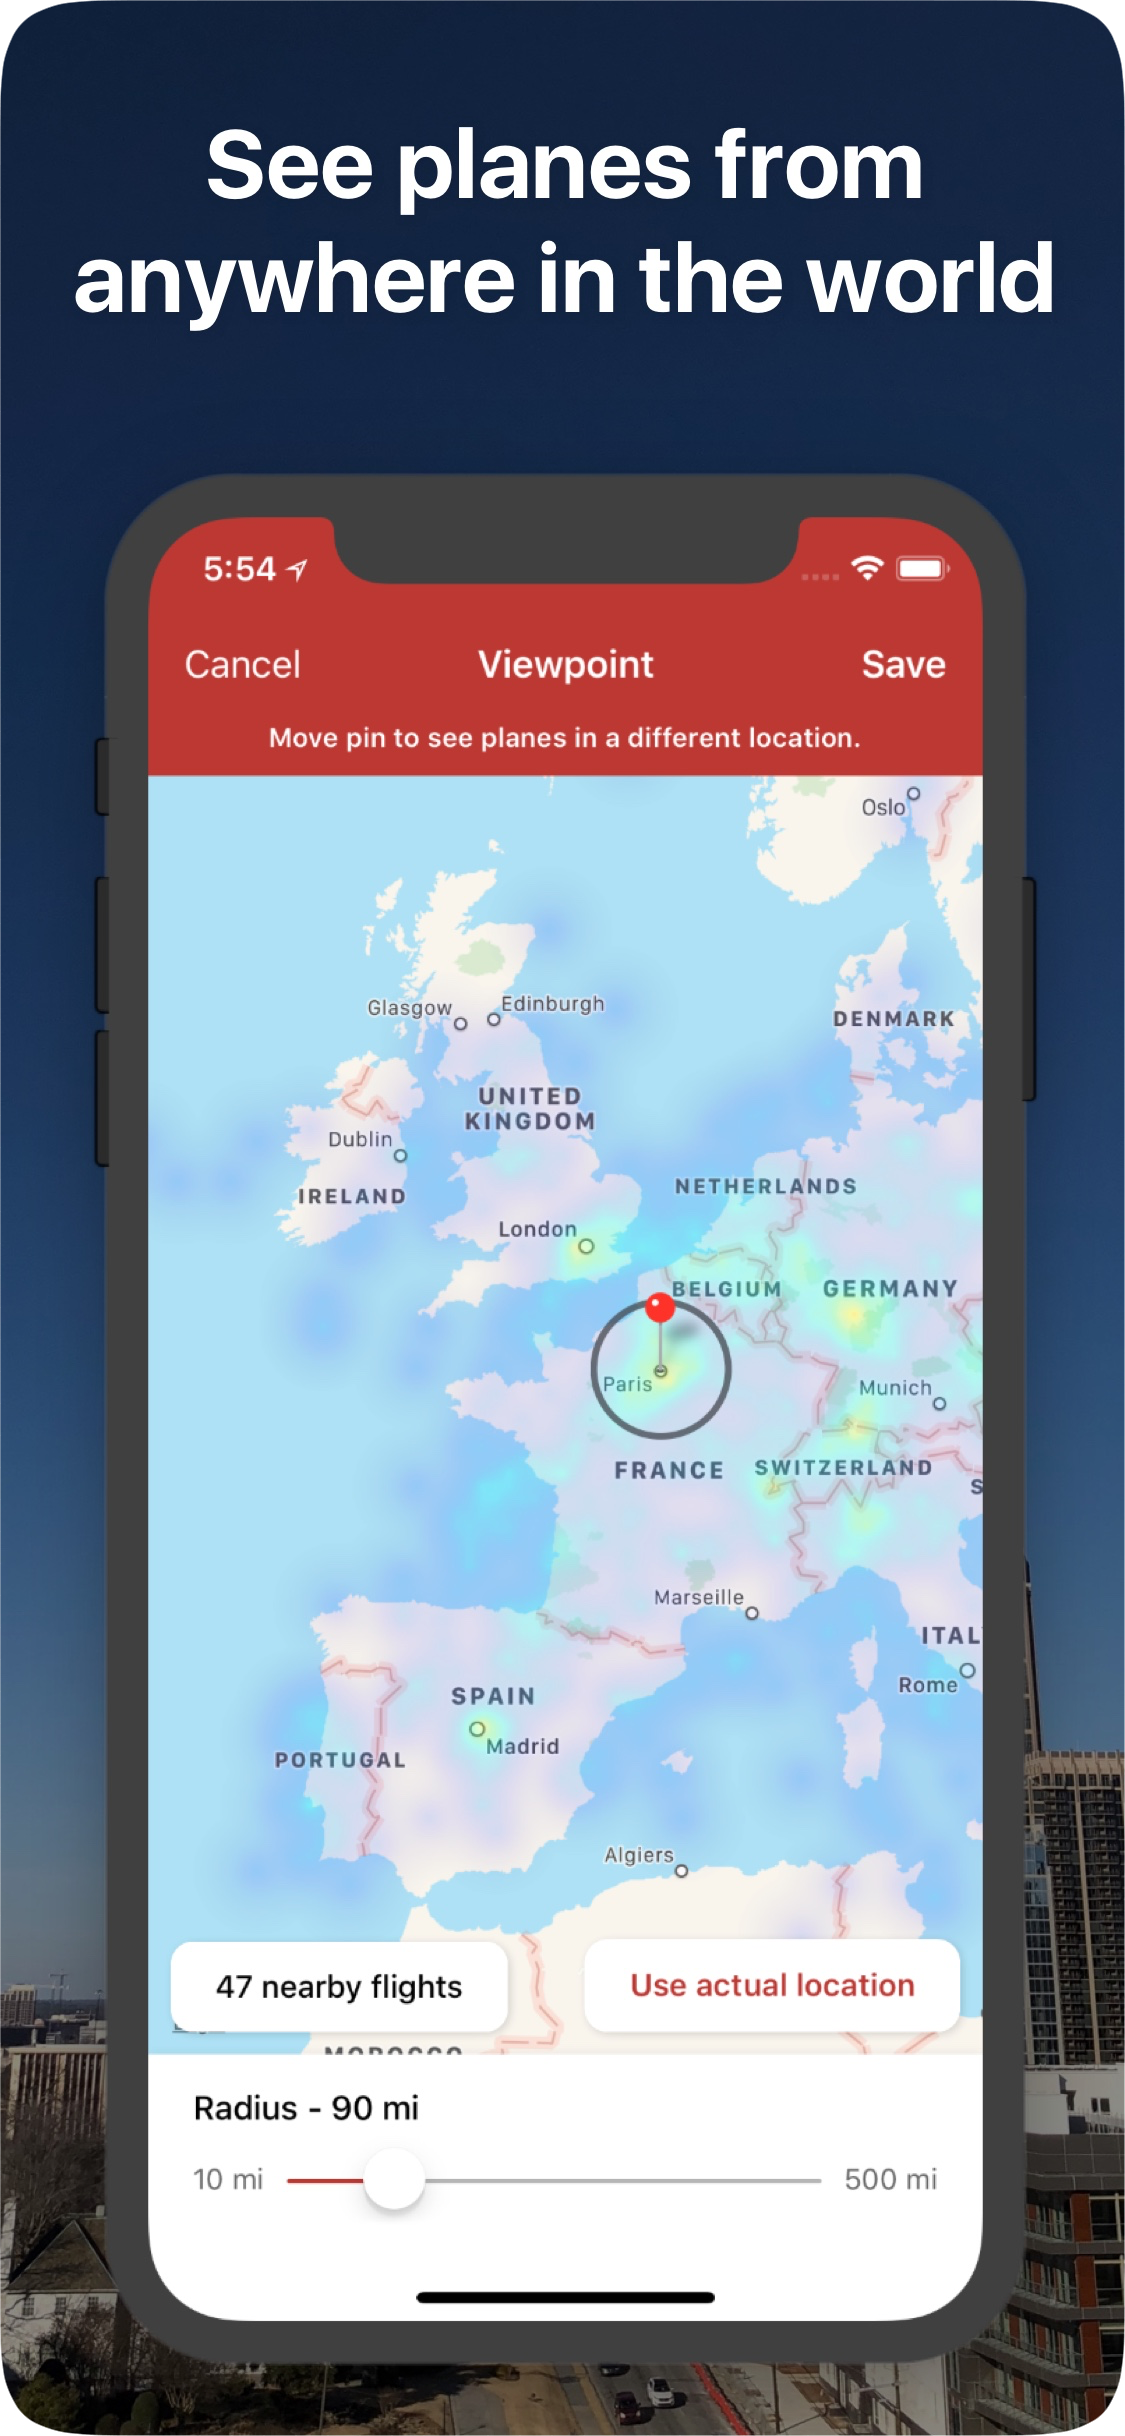 See planes from
anywhere in the world
5:54
Cancel
Viewpoint
Save
Move pin to see planes in a different location.
Oslo
Glasgow
Edinburgh
DENMARK
UNITED
KINGDOM
Dublin
IRELAND
NETHERLANDS
London
BELGIUM
GERMANY
Paris
Munich
FRANCE
SWITZERLAND
S
Marseille
ITAL
Rome
SPAIN
Madrid
PORTUGAL
Algiers
47 nearby flights
Use actual location
MOROCCO
Radius - 90 mi
10 mi
500 mi